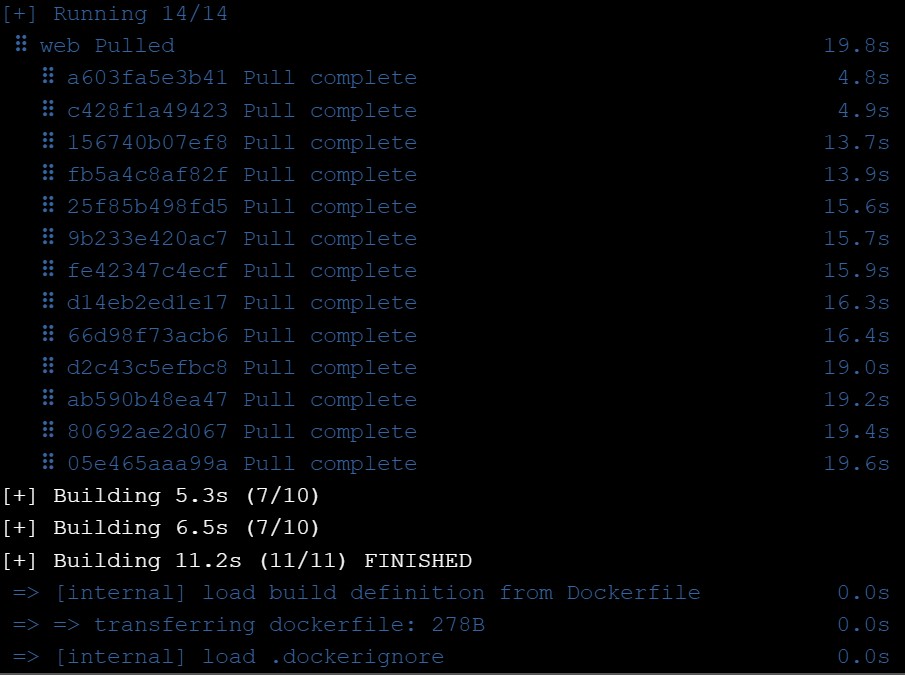 [+] Running 14/14
⠿ web Pulled 19.8s
⠿ a603fa5e3b41 Pull complete 4.8s
⠿ c428f1a49423 Pull complete 4.9s
⠿ 156740b07ef8 Pull complete 13.7s
⠿ fb5a4c8af82f Pull complete 13.9s
⠿ 25f85b498fd5 Pull complete 15.6s
⠿ 9b233e420ac7 Pull complete 15.7s
⠿ fe42347c4ecf Pull complete 15.9s
⠿ d14eb2ed1e17 Pull complete 16.3s
⠿ 66d98f73acb6 Pull complete 16.4s
⠿ d2c43c5efbc8 Pull complete 19.0s
⠿ ab590b48ea47 Pull complete 19.2s
⠿ 80692ae2d067 Pull complete 19.4s
⠿ 05e465aaa99a Pull complete 19.6s
[+] Building 5.3s (7/10)
[+] Building 6.5s (7/10)
[+] Building 11.2s (11/11) FINISHED
=> [internal] load build definition from Dockerfile 0.0s
=> => transferring dockerfile: 278B 0.0s
=> [internal] load .dockerignore 0.0s